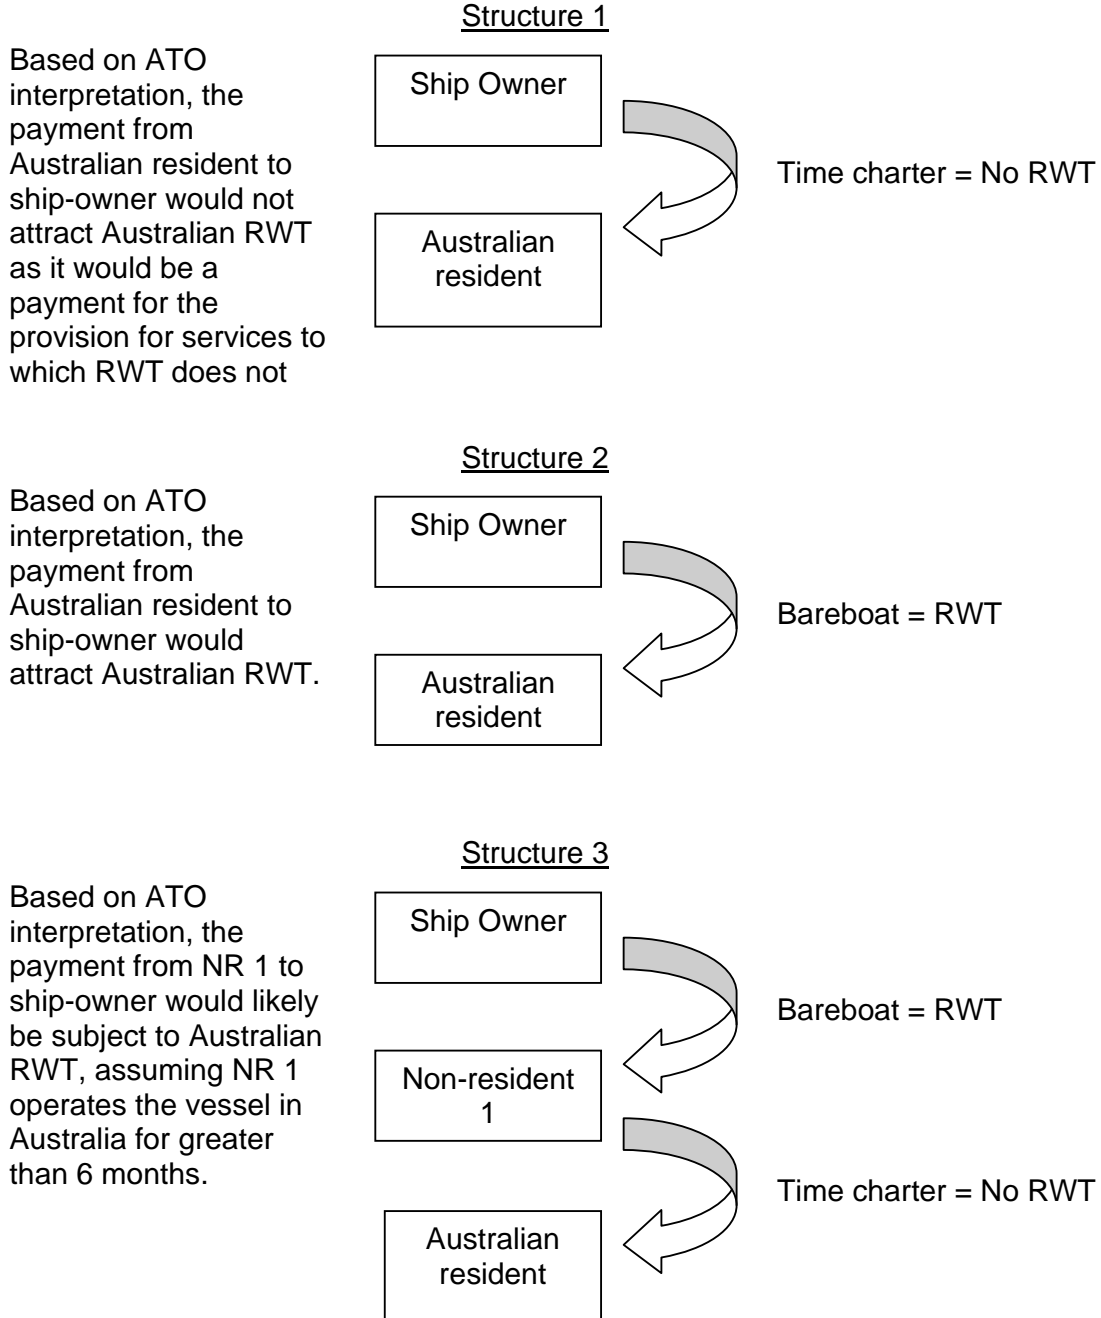 Structure 1
Based on ATO
interpretation, the
payment from
Australian resident to
ship-owner would not
attract Australian RWT
as it would be a
payment for the
provision for services to
which RWT does not
Ship Owner
Australian
resident
Time charter = No RWT
Structure 2
Based on ATO
interpretation, the
payment from
Australian resident to
ship-owner would
attract Australian RWT.
Ship Owner
Australian
resident
Bareboat = RWT
Structure 3
Based on ATO
interpretation, the
payment from NR 1 to
ship-owner would likely
be subject to Australian
RWT, assuming NR 1
operates the vessel in
Australia for greater
than 6 months.
Ship Owner
Bareboat = RWT
Non-resident
1
Time charter = No RWT
Australian
resident